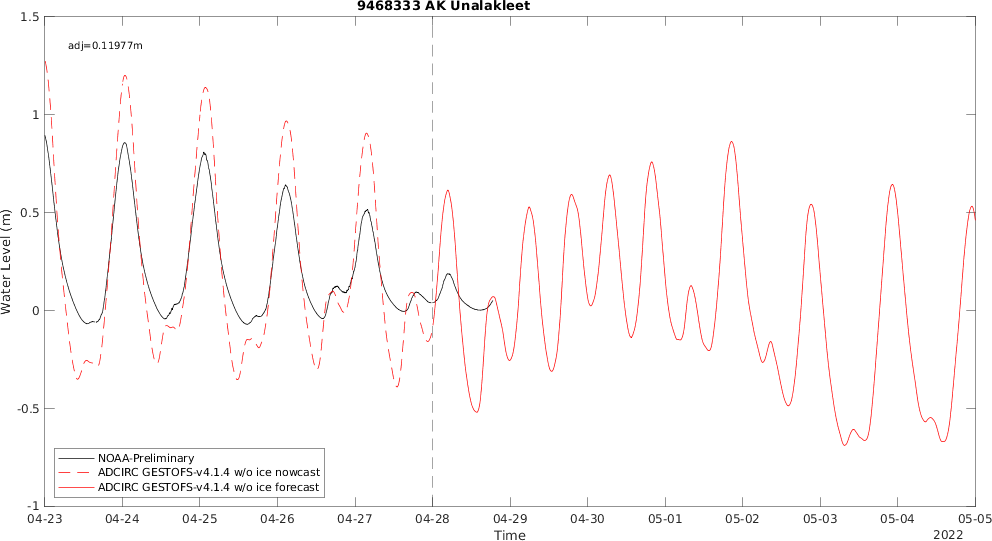 9468333 AK Unalakleet
adj=0.11977m
1.5
1
0.5
0
-0.5
-1
Water Level (m)
NOAA-Preliminary
ADCIRC GESTOFS-v4.1.4 w/o ice nowcast
ADCIRC GESTOFS-v4.1.4 w/o ice forecast
04-23 04-24 04-25 04-26 04-27 04-28 04-29 04-30 05-01 05-02 05-03 05-04 05-05
Time
2022